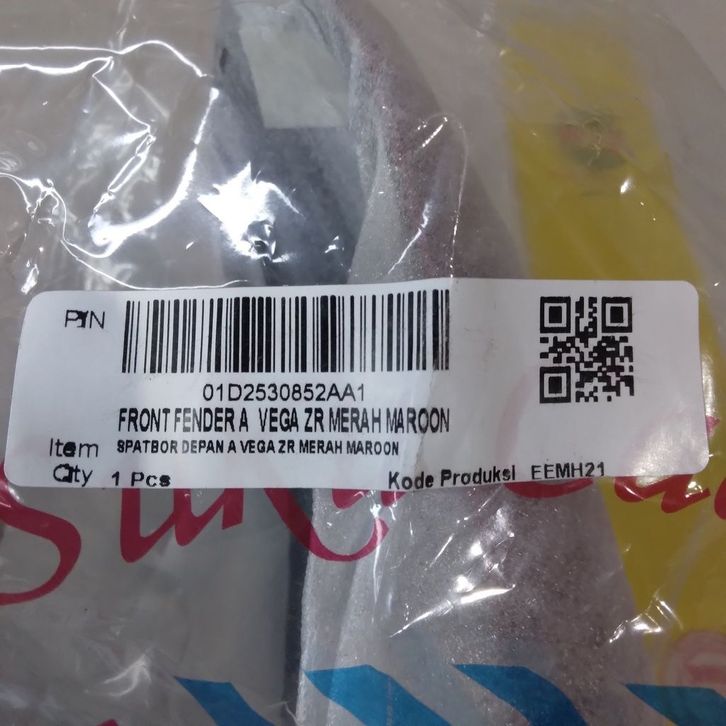 P/N
01D2530852AA1
FRONT FENDER A VEGA ZR MERAH MAROON
Item SPATBOR DEPAN A VEGA ZR MERAH MAROON
Qty 1 Pcs Kode Produksi EEMH21